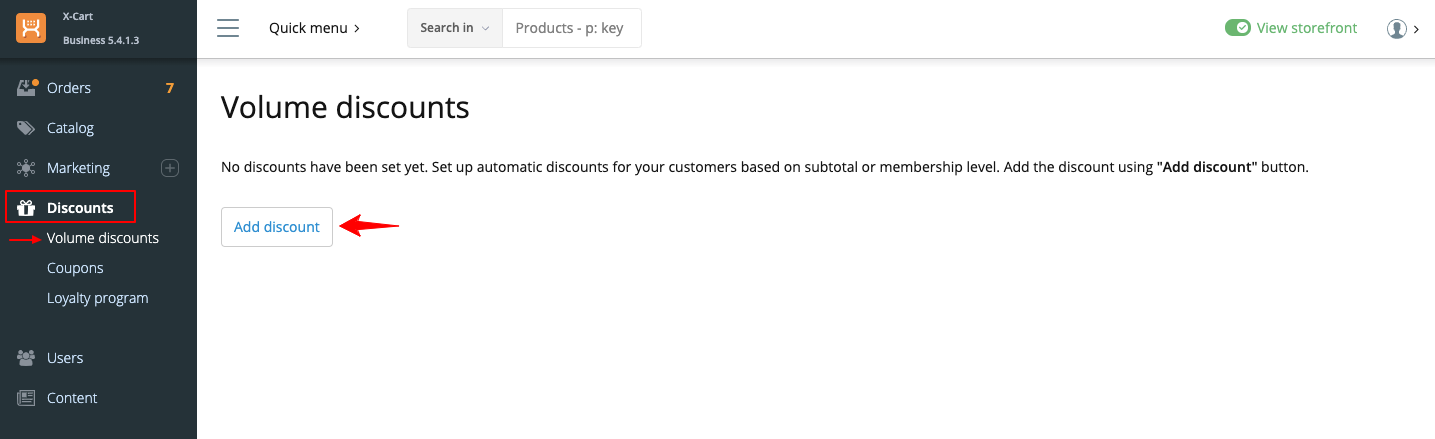 X-Cart
Business 5.4.1.3
Quick menu
Search in
Products - p: key
View storefront
Orders 7
Catalog
Marketing
Discounts
Volume discounts
Coupons
Loyalty program
Users
Content
Volume discounts
No discounts have been set yet. Set up automatic discounts for your customers based on subtotal or membership level. Add the discount using "Add discount" button.
Add discount